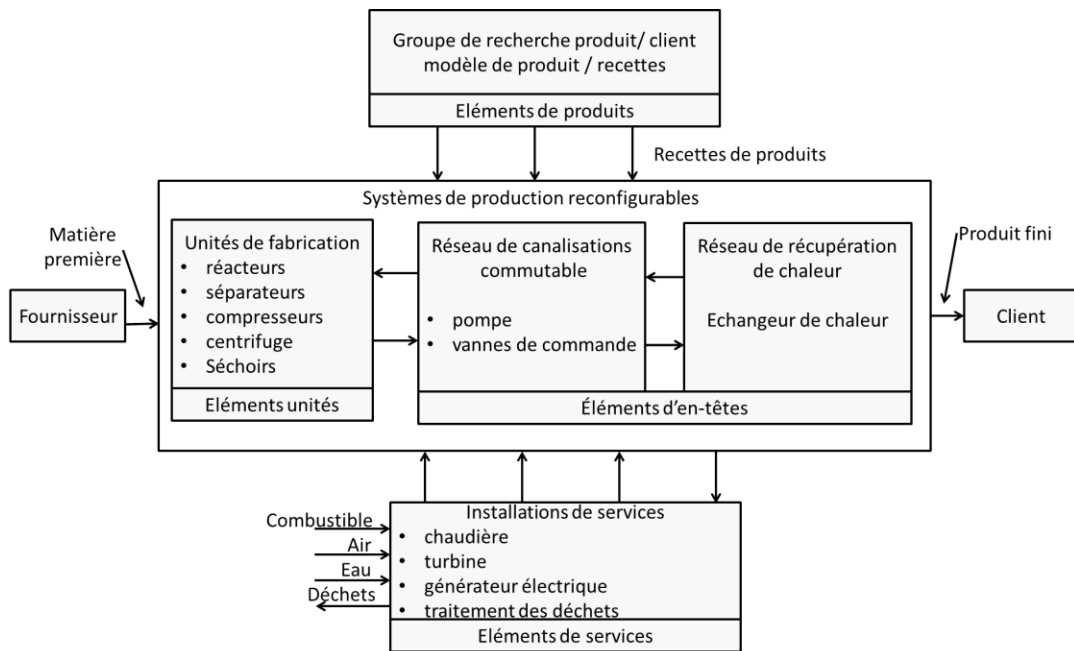 Groupe de recherche produit/ client
modèle de produit / recettes
Eléments de produits
Recettes de produits
Systèmes de production reconfigurables
Matière
première
Fournisseur
Unités de fabrication
• réacteurs
• séparateurs
• compresseurs
• centrifuge
• Séchoirs
Eléments unités
Réseau de canalisations
commutable
• pompe
• vannes de commande
Réseau de récupération
de chaleur
Echangeur de chaleur
Éléments d'en-têtes
Produit fini
Client
Combustible
Air
Eau
Déchets
Installations de services
• chaudière
• turbine
• générateur électrique
• traitement des déchets
Eléments de services